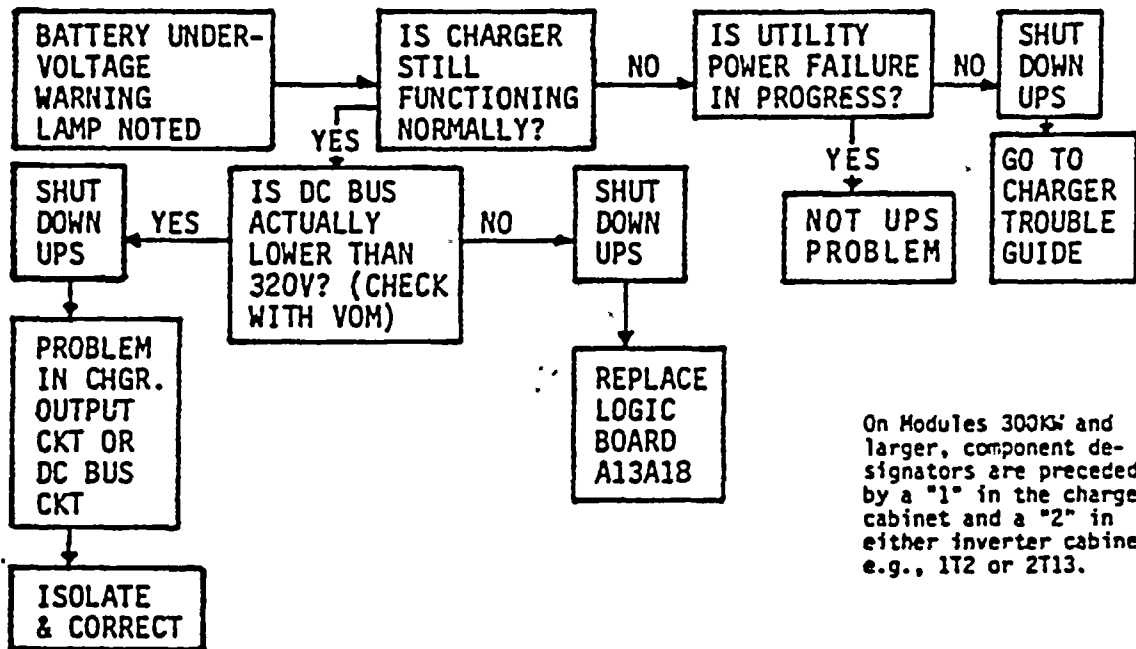 BATTERY UNDER-
VOLTAGE
WARNING
LAMP NOTED
IS CHARGER
STILL
FUNCTIONING
NORMALLY?
NO
IS UTILITY
POWER FAILURE
IN PROGRESS?
NO
SHUT
DOWN
UPS
YES
YES
GO TO
CHARGER
TROUBLE
GUIDE
NOT UPS
PROBLEM
SHUT
DOWN
UPS
YES
IS DC BUS
ACTUALLY
LOWER THAN
320V? (CHECK
WITH VOM)
NO
SHUT
DOWN
UPS
PROBLEM
IN CHGR.
OUTPUT
CKT OR
DC BUS
CKT
REPLACE
LOGIC
BOARD
A13A18
ISOLATE
& CORRECT
On Modules 300KW and
larger, component de-
signators are preceded
by a "1" in the charge
cabinet and a "2" in
either inverter cabine
e.g., 1T2 or 2T13.